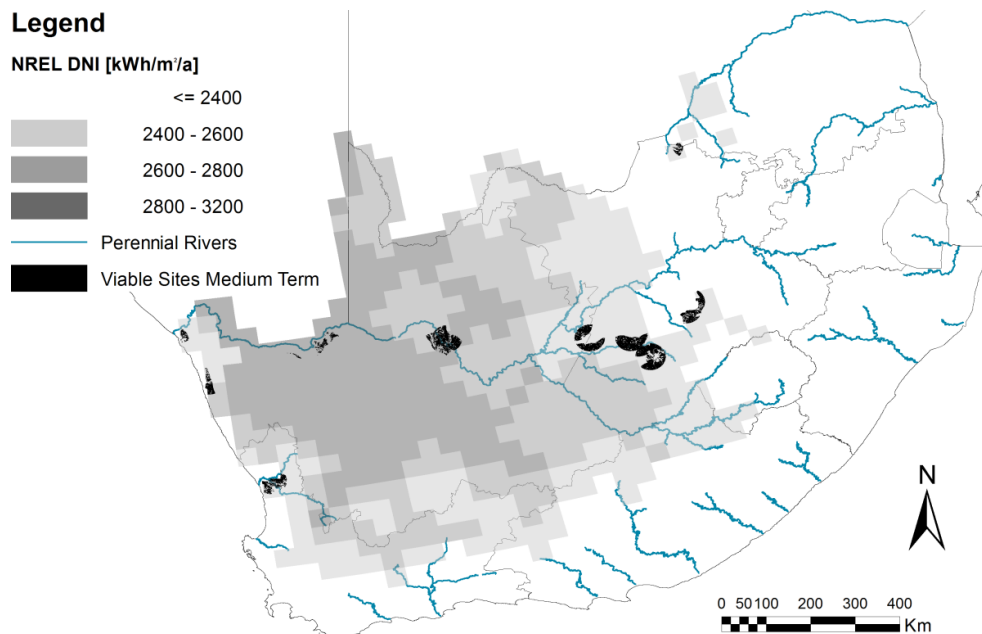 Legend
NREL DNI [kWh/m²/a]
<= 2400
2400 - 2600
2600 - 2800
2800 - 3200
Perennial Rivers
Viable Sites Medium Term
N
0 50 100 200 300 400
Km